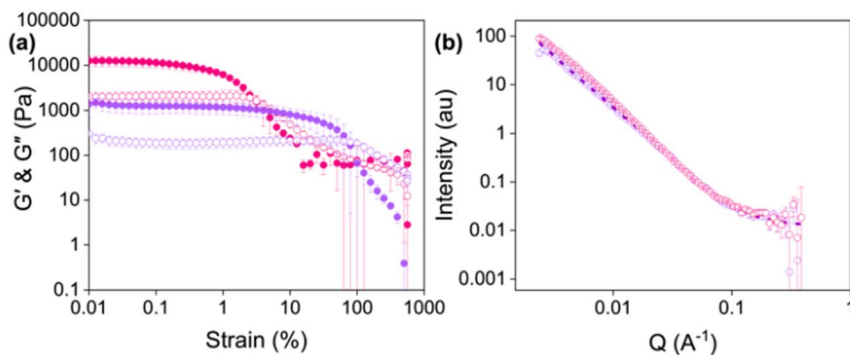 (a)
G′ & G″ (Pa)
100000
10000
1000
100
10
1
0.1
0.01 0.1 1 10 100 1000
Strain (%)
(b)
Intensity (au)
100
10
1
0.1
0.01
0.001
0.01 0.1 1
Q (A⁻¹)